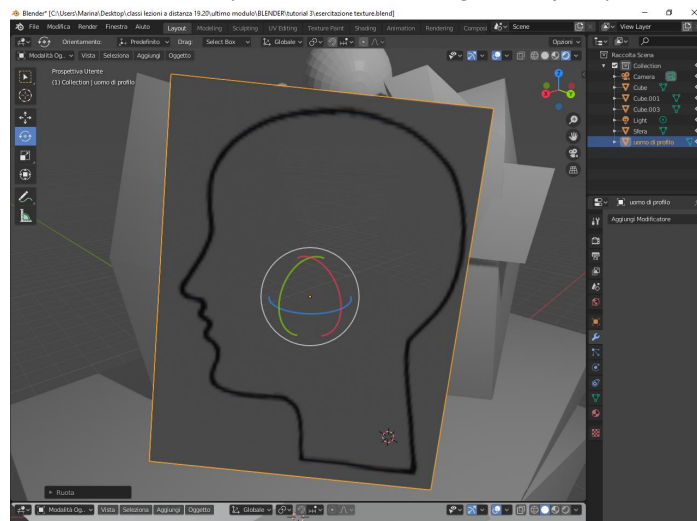 Blender* [C:\Users\Marina\Desktop\classi lezioni a distanza 19.20\ultimo modulo\BLENDER\tutorial 3\esercitazione texture.blend]
File Modifica Render Finestra Aiuto Layout Modeling Sculpting UV Editing Texture Paint Shading Animation Rendering Composi Scene View Layer
Orientamento: Predefinito Drag: Select Box Globale Opzioni
Modalità Og.. Vista Seleziona Aggiungi Oggetto
Prospettiva Utente
(1) Collection | uomo di profilo
Z
Y
X
Raccolta Scena
Collection
Camera
Cube
Cube.001
Cube.003
Light
Sfera
uomo di profilo
uomo di profilo
Aggiungi Modificatore
Ruota
Modalità Og.. Vista Seleziona Aggiungi Oggetto Globale